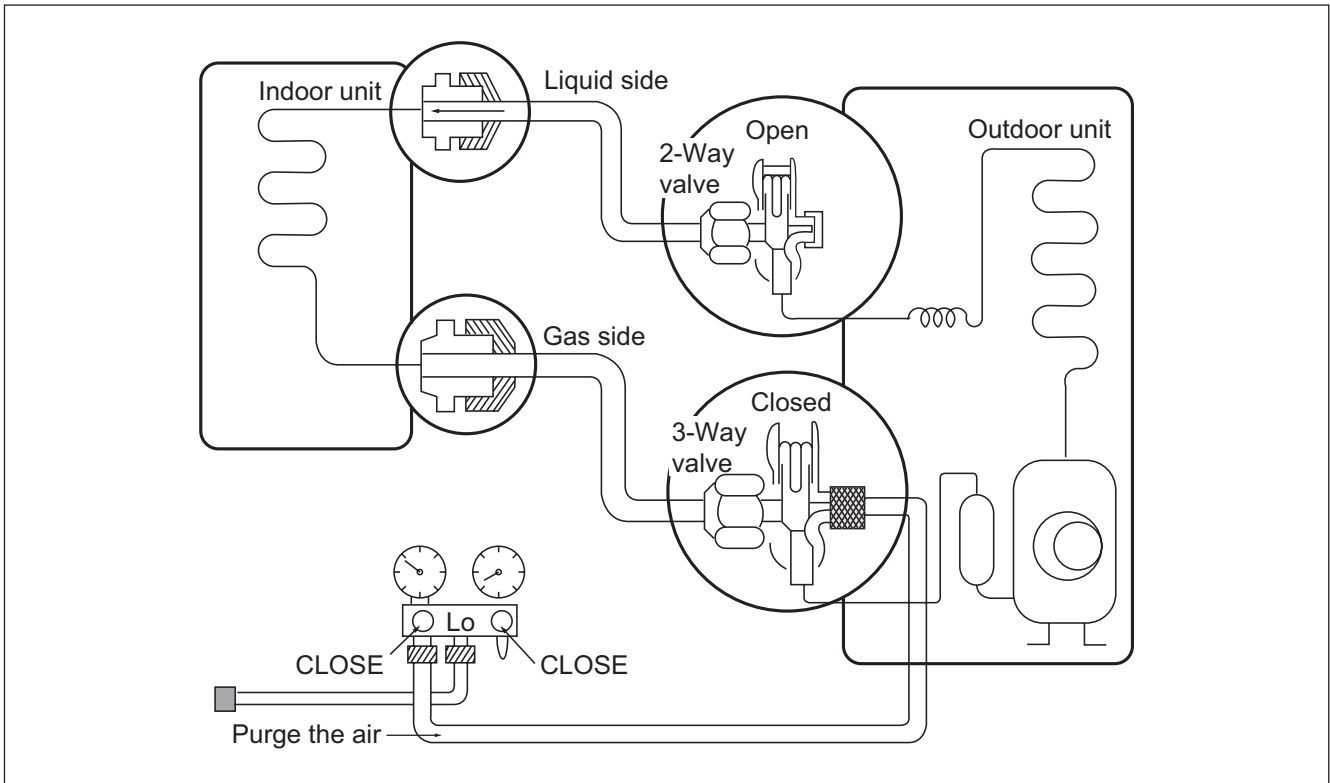 Indoor unit
Liquid side
Open
2-Way
valve
Outdoor unit
Gas side
Closed
3-Way
valve
Lo
CLOSE
CLOSE
Purge the air